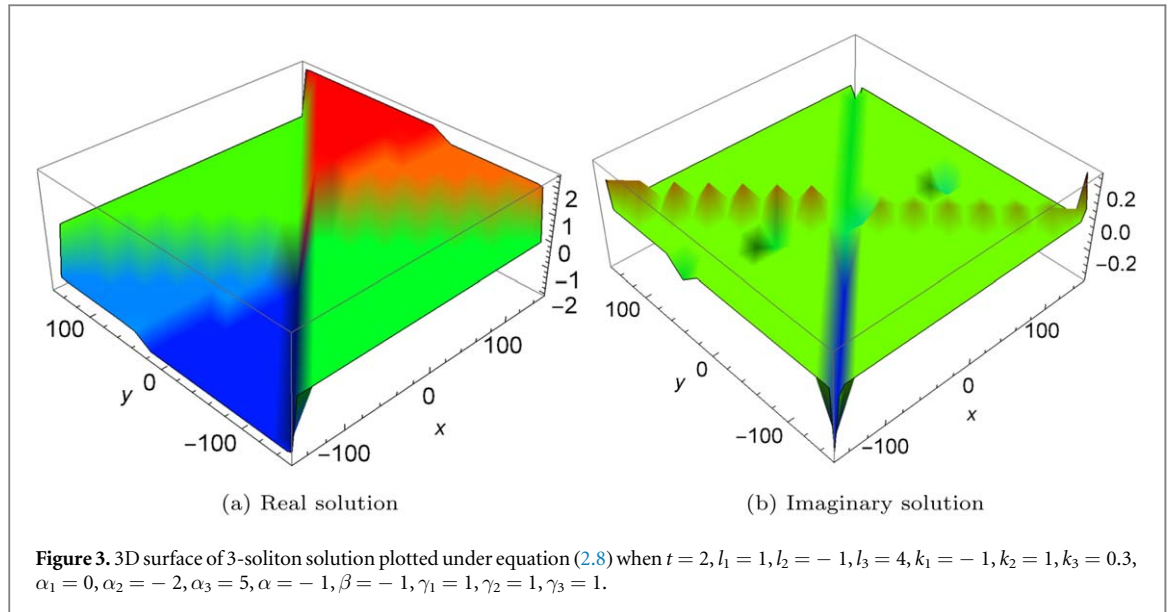 2
1
0
−1
−2
100
0
−100
y
100
0
−100
x
0.2
0.0
−0.2
100
0
−100
y
100
0
−100
x
(a) Real solution
(b) Imaginary solution
Figure 3. 3D surface of 3-soliton solution plotted under equation (2.8) when t = 2, l₁ = 1, l₂ = − 1, l₃ = 4, k₁ = − 1, k₂ = 1, k₃ = 0.3,
α₁ = 0, α₂ = − 2, α₃ = 5, α = − 1, β = − 1, γ₁ = 1, γ₂ = 1, γ₃ = 1.